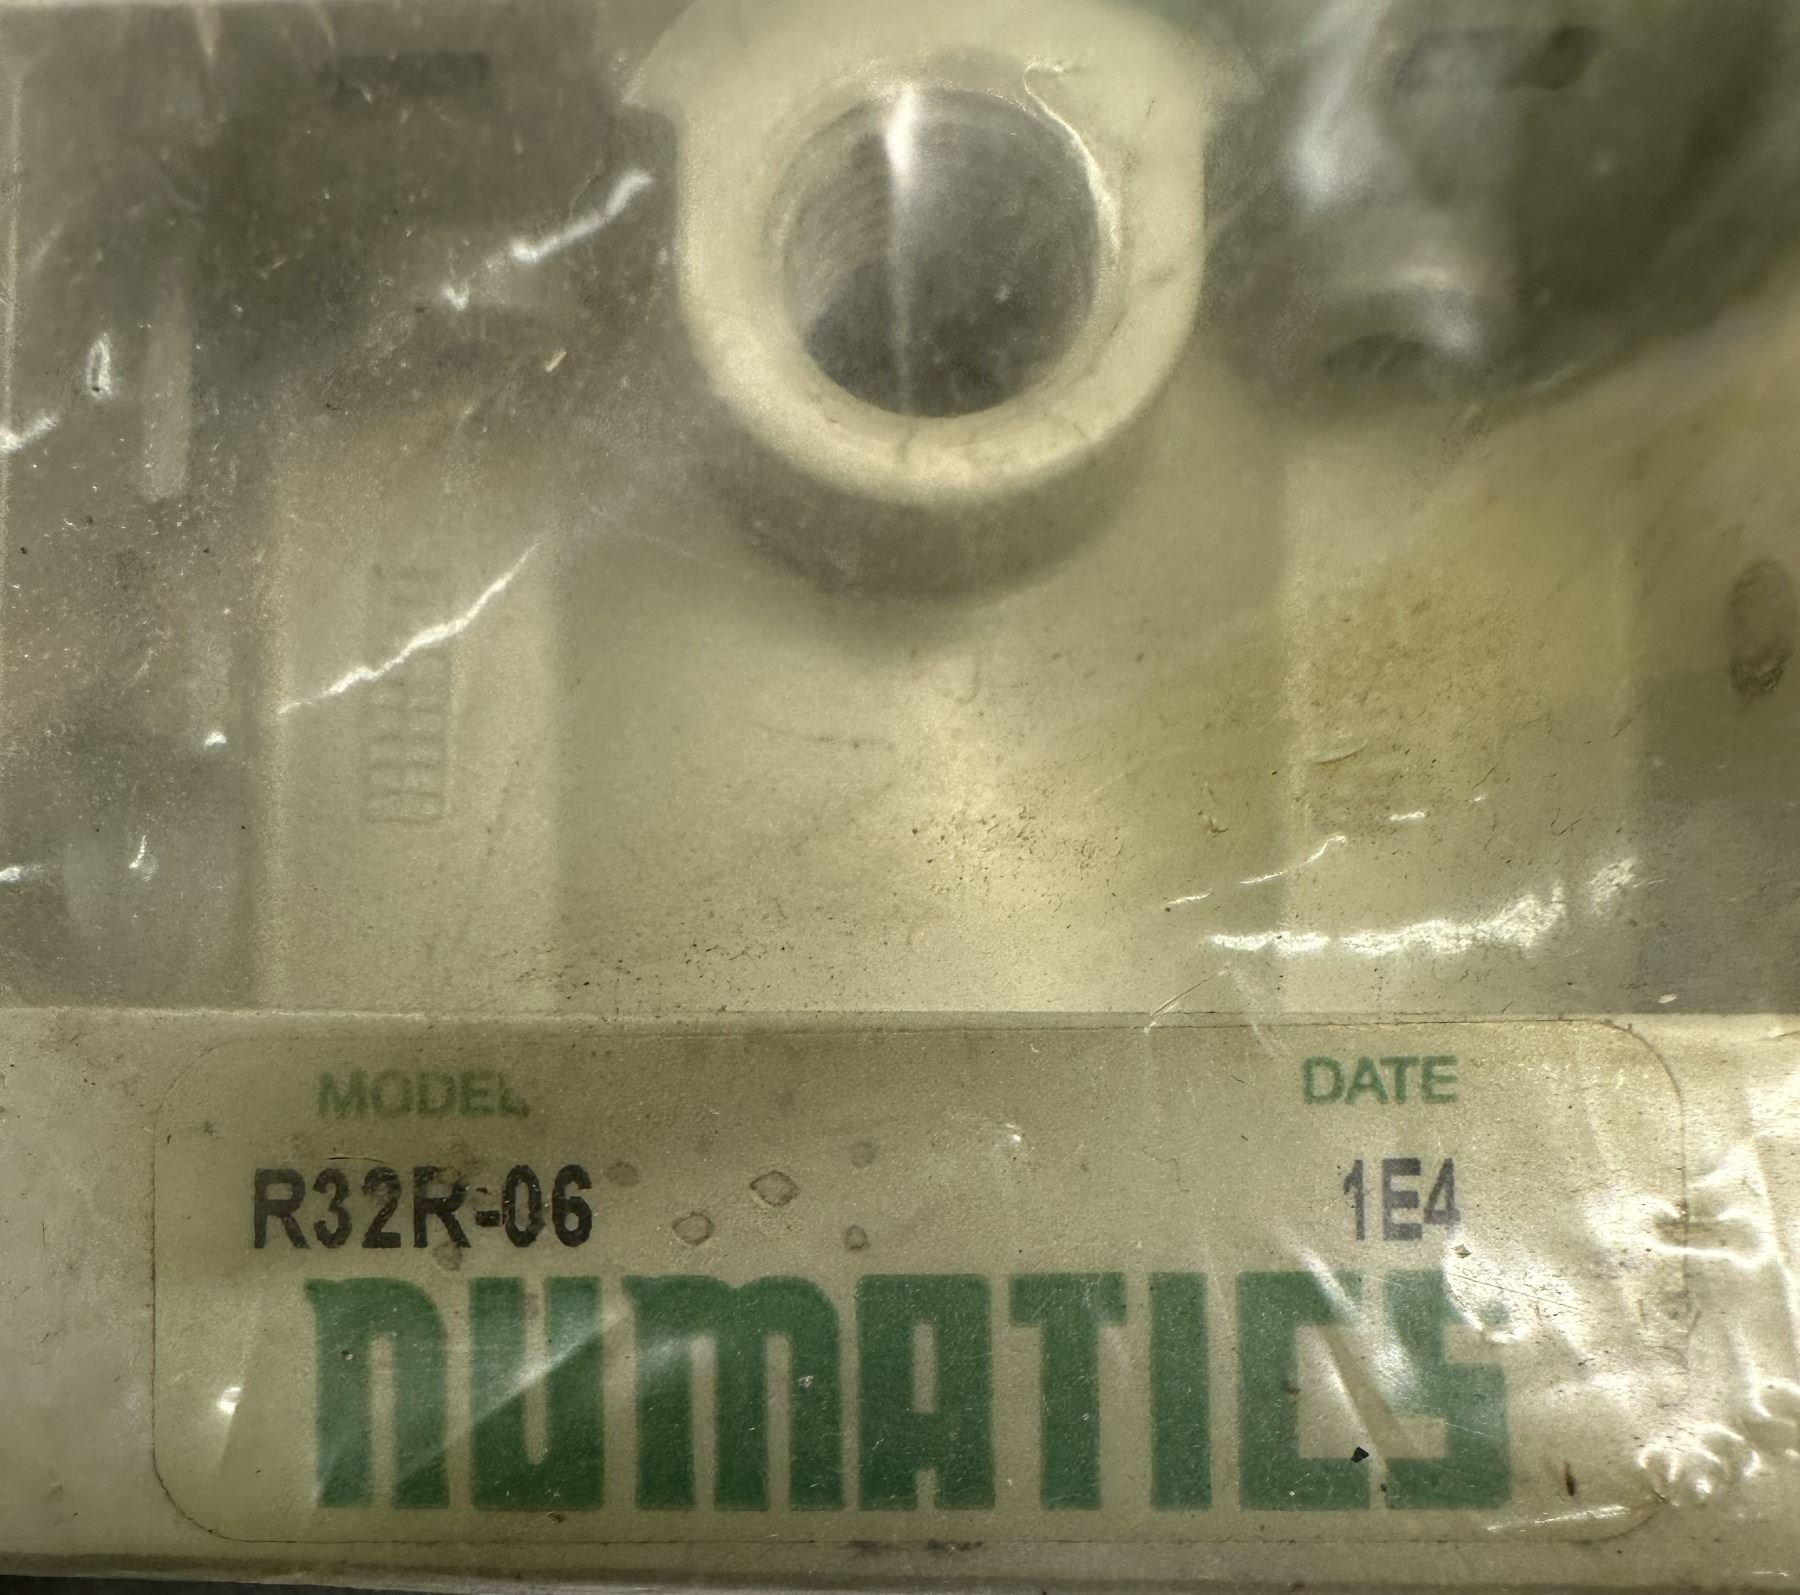 MODEL DATE
R32R-06 1E4
NUMATICS